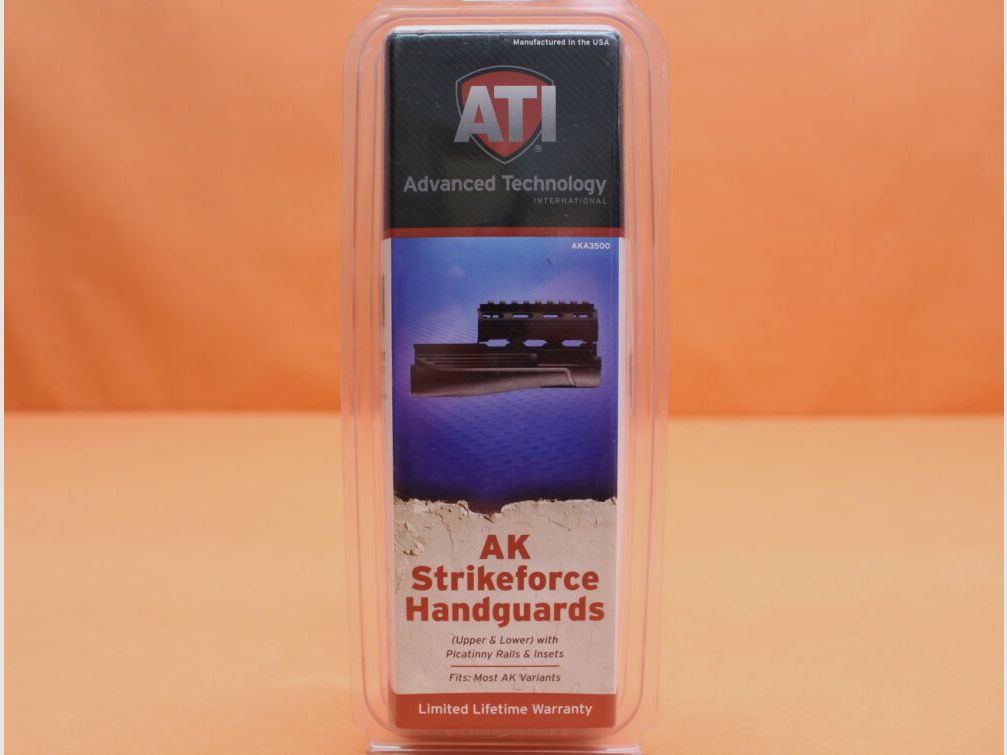 Manufactured in the USA
ATI
®
Advanced Technology
INTERNATIONAL
AKA3500
AK
Strikeforce
Handguards
(Upper & Lower) with
Picatinny Rails & Insets
Fits: Most AK Variants
Limited Lifetime Warranty